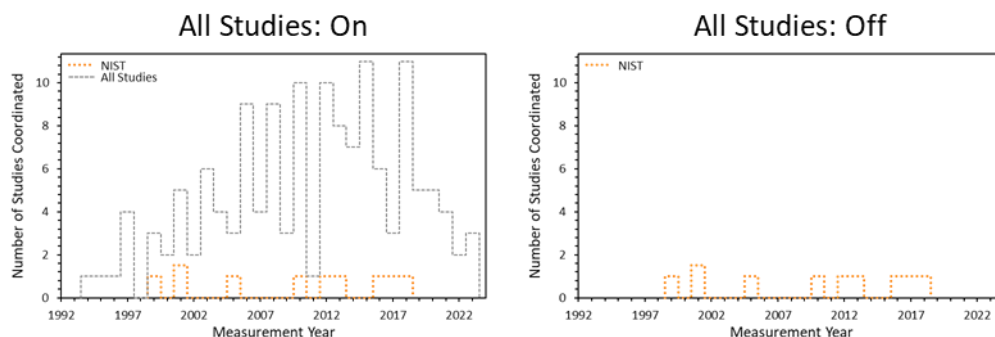 All Studies: On
NIST
All Studies
Number of Studies Coordinated
10
8
6
4
2
0
1992 1997 2002 2007 2012 2017 2022
Measurement Year
All Studies: Off
NIST
Number of Studies Coordinated
10
8
6
4
2
0
1992 1997 2002 2007 2012 2017 2022
Measurement Year